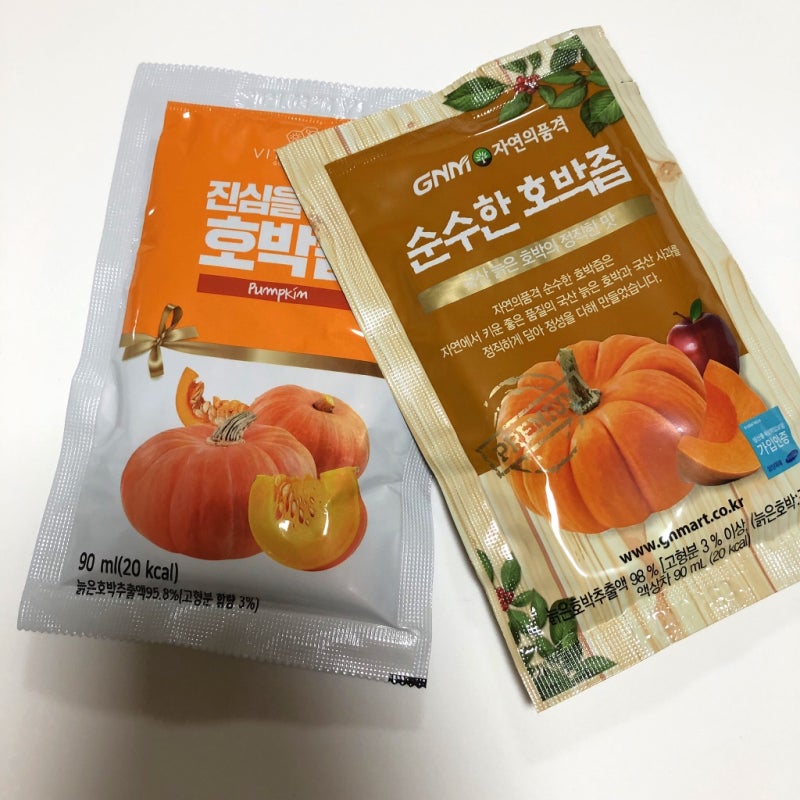 VIT
진심을
호박즙
Pumpkin
90 ml(20 kcal)
늙은호박추출액95.8%[고형분 함량 3%)
GNM 자연의품격
순수한 호박즙
늙은 호박의 정직한 맛
자연의품격 순수한 호박즙은
자연에서 키운 좋은 품질의 국산 늙은 호박과 국산 사과를
정직하게 담아 정성을 다해 만들었습니다.
PREMIUM
가입인증
www.gnmart.co.kr
늙은호박추출액 98 % [고형분 3 % 이상, (늙은호박:
액상차 90 mL (20 kcal)